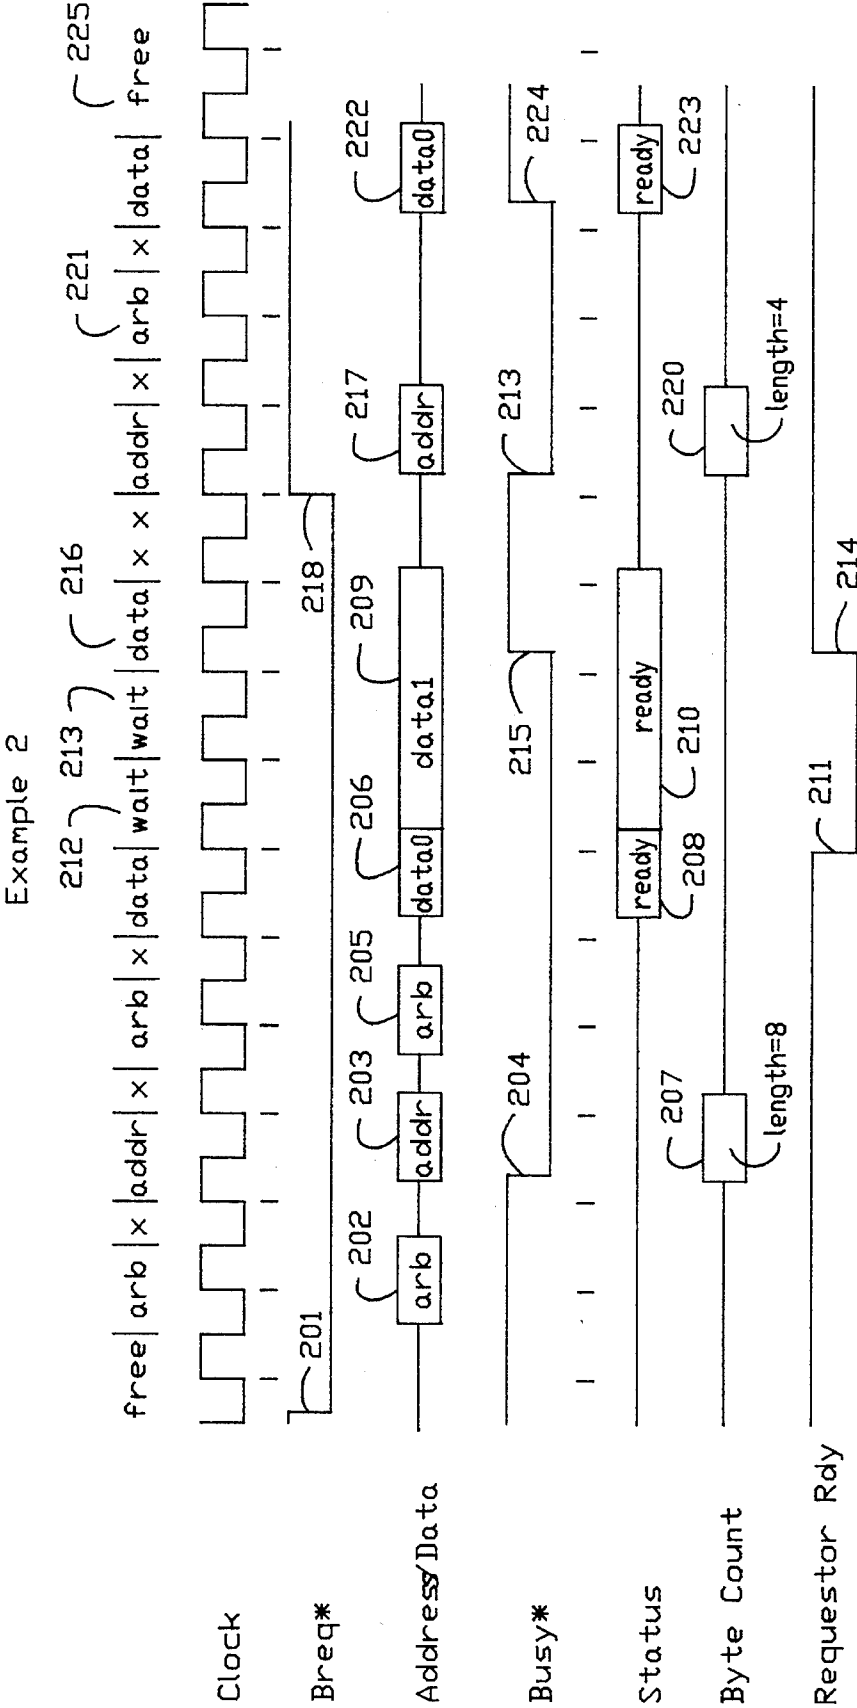 Example 2
212 213 216 221 225
free| arb |x|addr|x| arb |x|data|wait|wait|data| x x |addr|x|arb|x|data| free
Clock
Breq*
201
218
Address/Data
202 203 205 206 209 217 222
arb addr arb data0 data1 addr data0
Busy*
204 215 213 224
Status
ready ready ready
208 210 223
Byte Count
207 220
length=8 length=4
Requestor Rdy
211 214